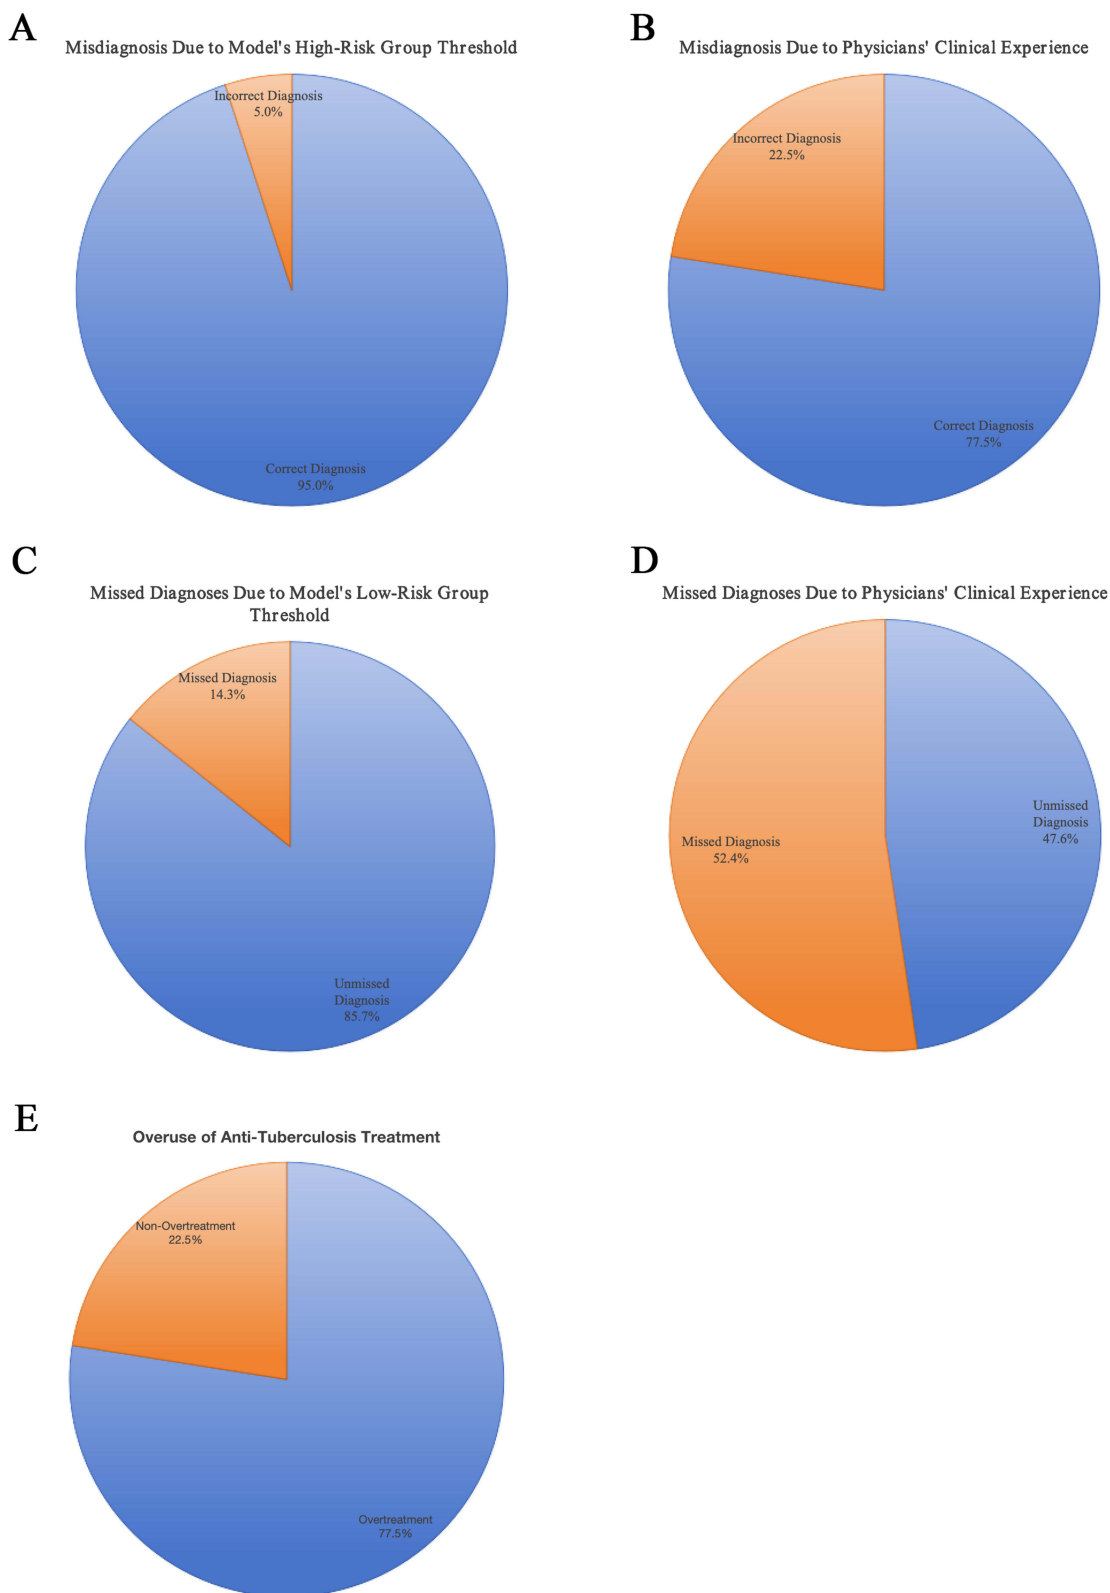 A
Misdiagnosis Due to Model's High-Risk Group Threshold
Incorrect Diagnosis
5.0%
Correct Diagnosis
95.0%
B
Misdiagnosis Due to Physicians' Clinical Experience
Incorrect Diagnosis
22.5%
Correct Diagnosis
77.5%
C
Missed Diagnoses Due to Model's Low-Risk Group
Threshold
Missed Diagnosis
14.3%
Unmissed
Diagnosis
85.7%
D
Missed Diagnoses Due to Physicians' Clinical Experience
Unmissed
Diagnosis
47.6%
Missed Diagnosis
52.4%
E
Overuse of Anti-Tuberculosis Treatment
Non-Overtreatment
22.5%
Overtreatment
77.5%